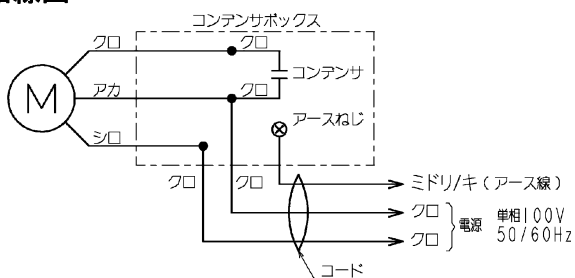 コンデンサボックス
クロ クロ
コンデンサ
M アカ クロ
アースねじ
シロ
クロ クロ ミドリ/キ(アース線)
クロ
電源 単相100V
50/60Hz
クロ
コード